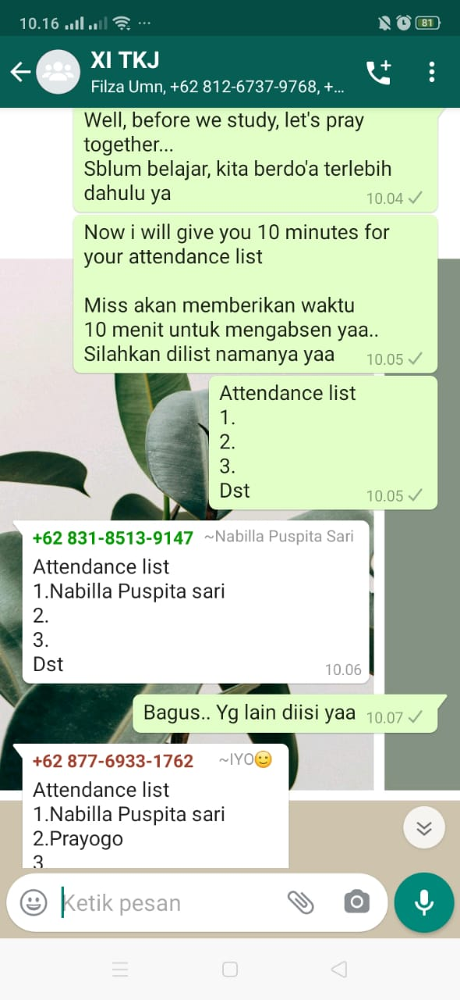 10.16
81
XI TKJ
Filza Umn, +62 812-6737-9768, +...
Well, before we study, let's pray
together...
Sblum belajar, kita berdo'a terlebih
dahulu ya
10.04
Now i will give you 10 minutes for
your attendance list
Miss akan memberikan waktu
10 menit untuk mengabsen yaa..
Silahkan dilist namanya yaa
10.05
Attendance list
1.
2.
3.
Dst
10.05
+62 831-8513-9147 ~Nabilla Puspita Sari
Attendance list
1.Nabilla Puspita sari
2.
3.
Dst
10.06
Bagus.. Yg lain diisi yaa 10.07
+62 877-6933-1762 ~IYO🙂
Attendance list
1.Nabilla Puspita sari
2.Prayogo
3
Ketik pesan